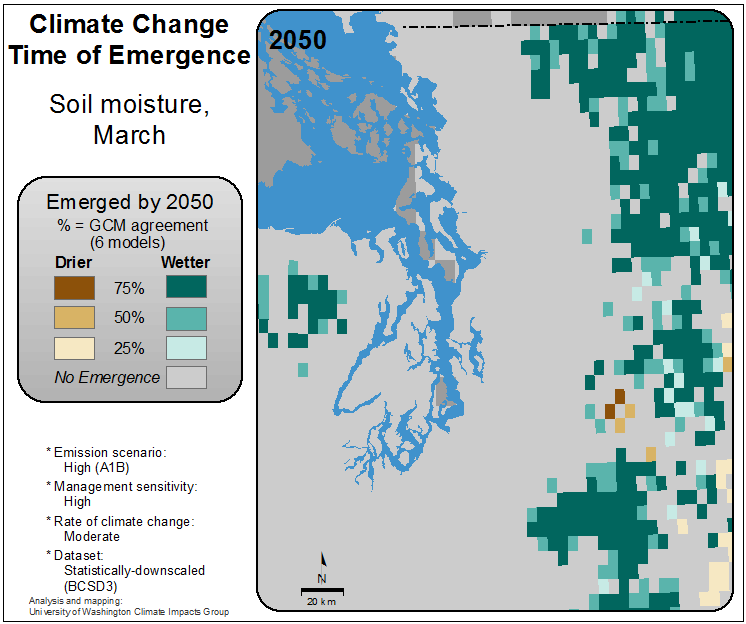 Climate Change
Time of Emergence
Soil moisture,
March
Emerged by 2050
% = GCM agreement
(6 models)
Drier Wetter
75%
50%
25%
No Emergence
* Emission scenario:
High (A1B)
* Management sensitivity:
High
* Rate of climate change:
Moderate
* Dataset:
Statistically-downscaled
(BCSD3)
Analysis and mapping:
University of Washington Climate Impacts Group
2050
N
20 km